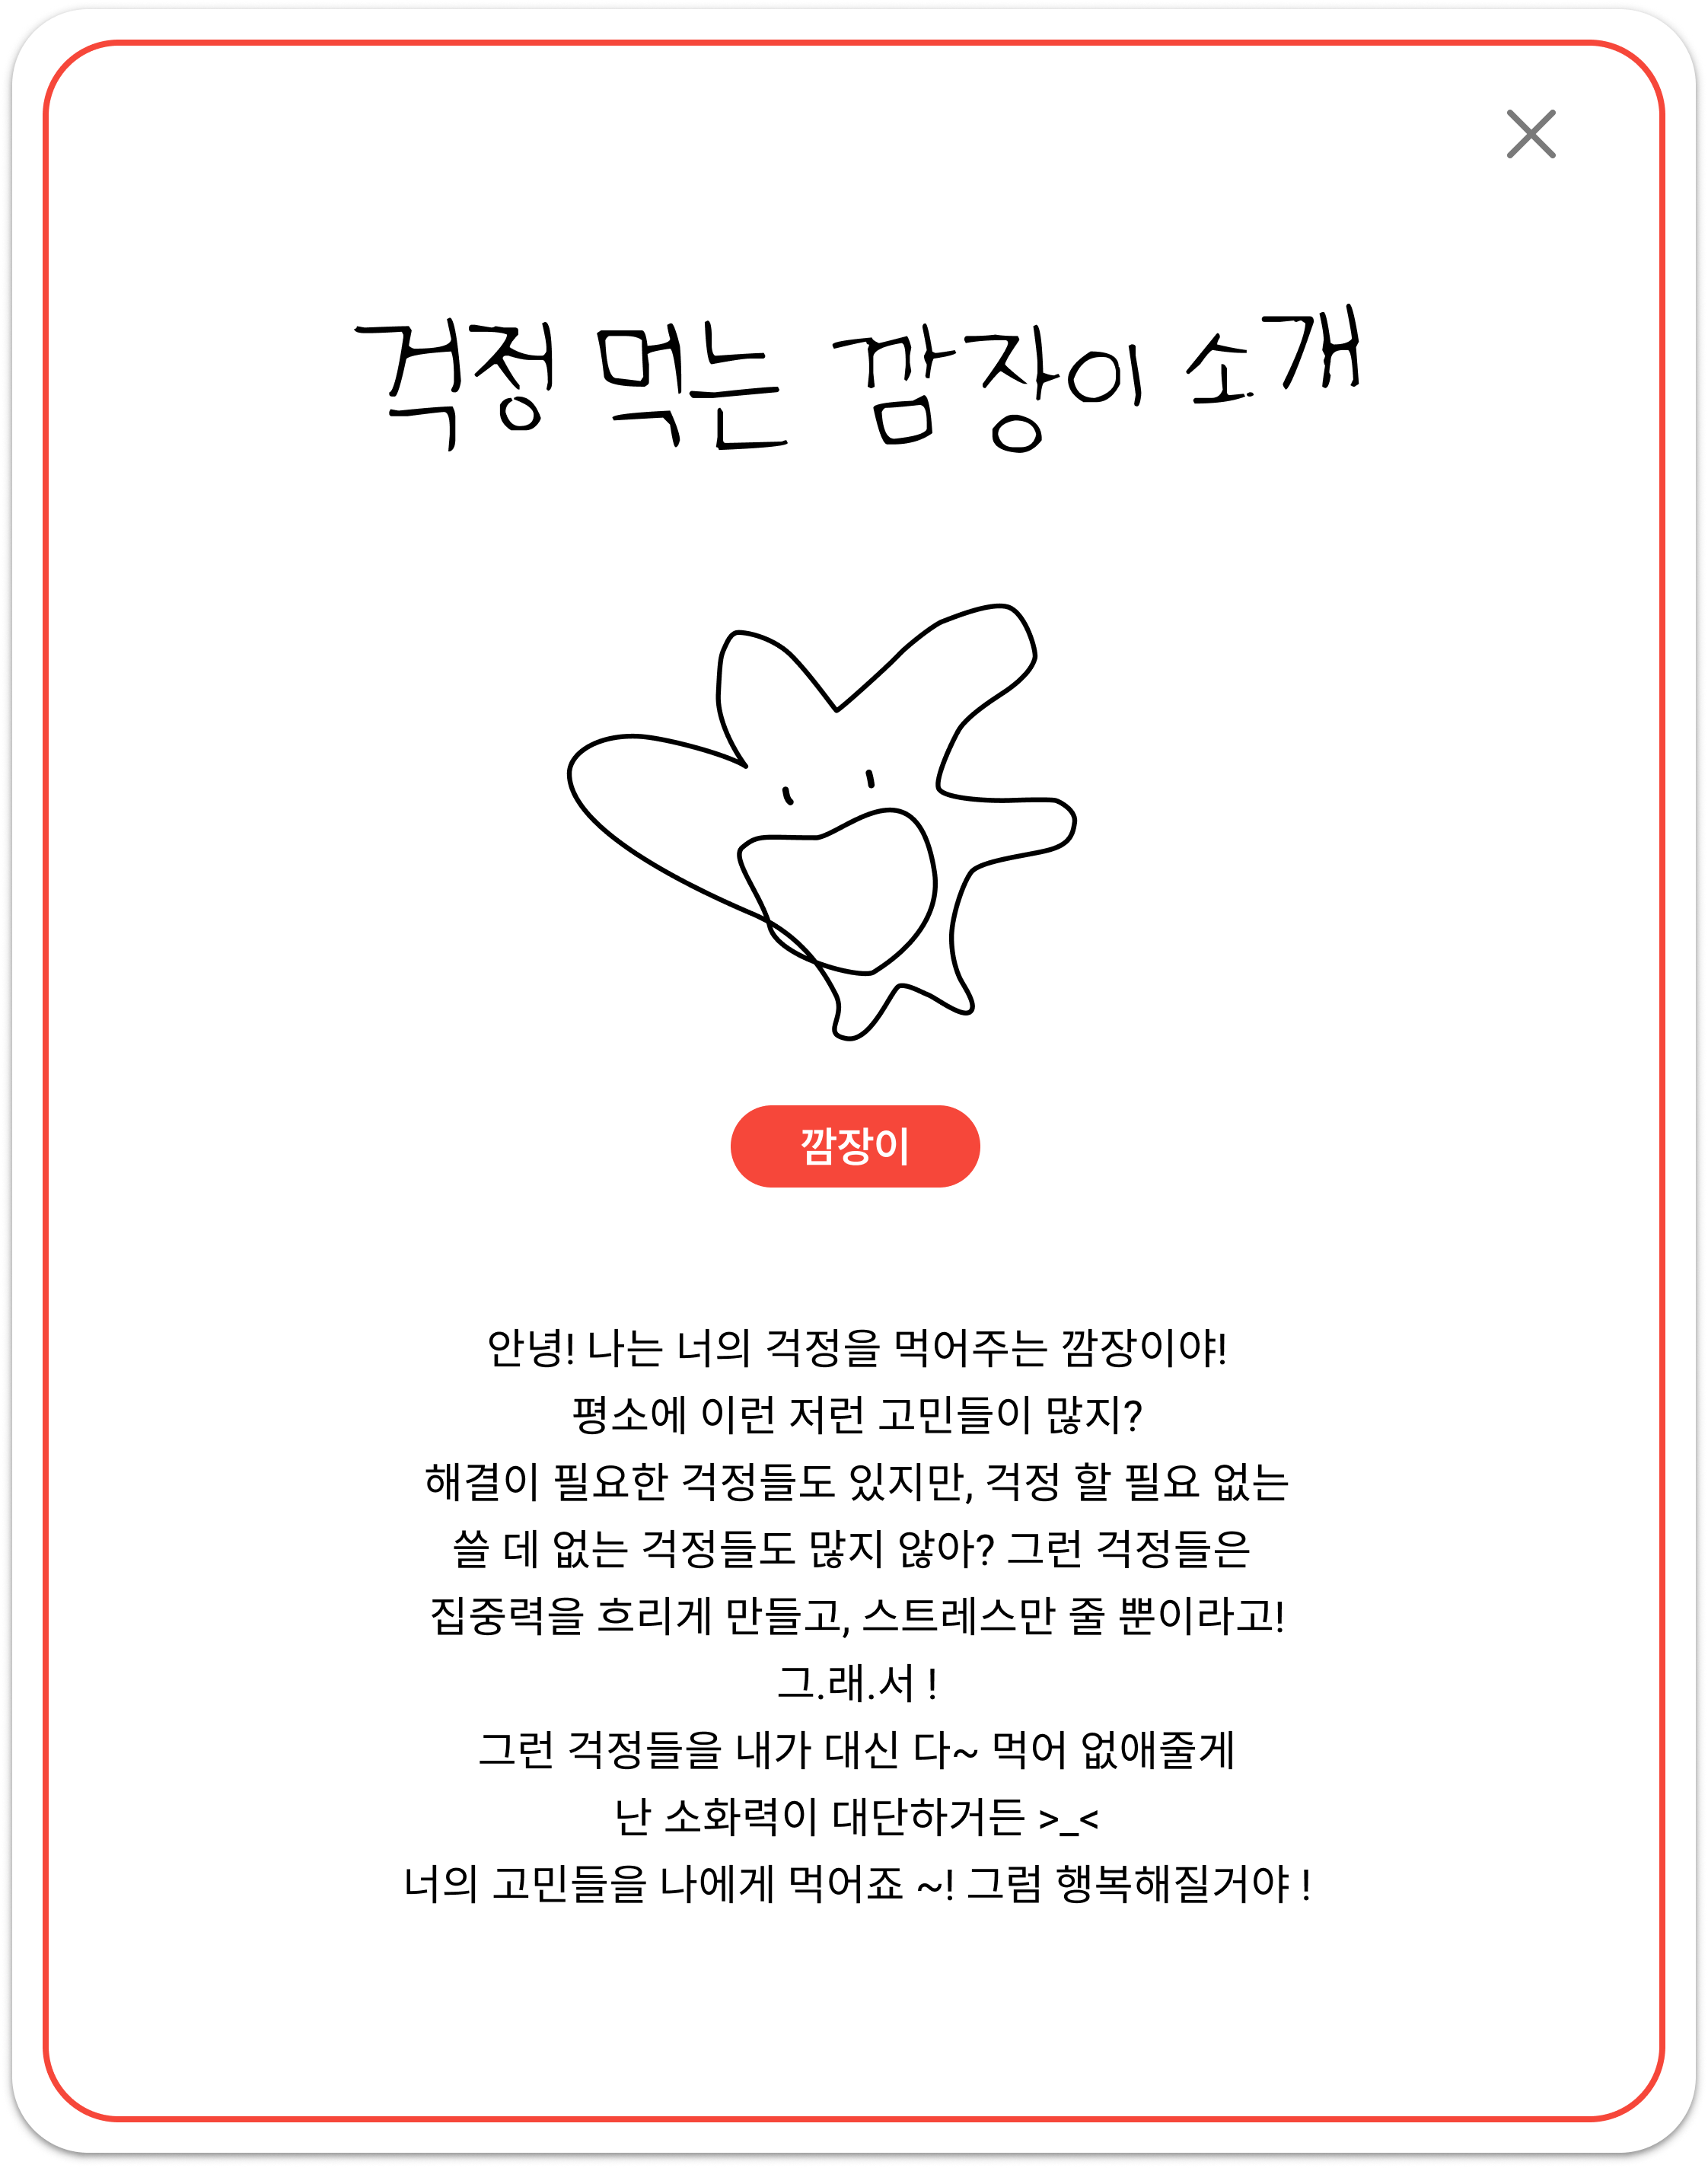 걱정 먹는 깜장이 소개
깜장이
안녕! 나는 너의 걱정을 먹어주는 깜장이야!
평소에 이런 저런 고민들이 많지?
해결이 필요한 걱정들도 있지만, 걱정 할 필요 없는
쓸 데 없는 걱정들도 많지 않아? 그런 걱정들은
집중력을 흐리게 만들고, 스트레스만 줄 뿐이라고!
그.래.서 !
그런 걱정들을 내가 대신 다~ 먹어 없애줄게
난 소화력이 대단하거든 >_<
너의 고민들을 나에게 먹어죠 ~! 그럼 행복해질거야 !